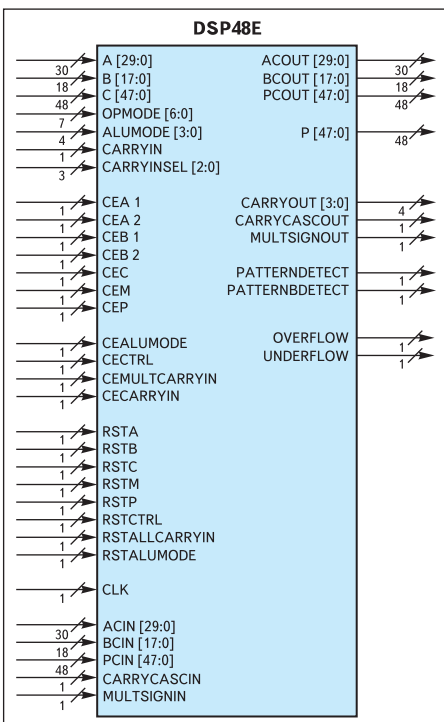 DSP48E
A [29:0]
30
B [17:0]
18
C [47:0]
48
OPMODE [6:0]
7
ALUMODE [3:0]
4
CARRYIN
1
CARRYINSEL [2:0]
3
CEA 1
1
CEA 2
1
CEB 1
1
CEB 2
1
CEC
1
CEM
1
CEP
1
CEALUMODE
1
CECTRL
1
CEMULTCARRYIN
1
CECARRYIN
1
RSTA
1
RSTB
1
RSTC
1
RSTM
1
RSTP
1
RSTCTRL
1
RSTALLCARRYIN
1
RSTALUMODE
1
CLK
1
ACIN [29:0]
30
BCIN [17:0]
18
PCIN [47:0]
48
CARRYCASCIN
1
MULTSIGNIN
1
ACOUT [29:0]
30
BCOUT [17:0]
18
PCOUT [47:0]
48
P [47:0]
48
CARRYOUT [3:0]
4
CARRYCASCOUT
1
MULTSIGNOUT
1
PATTERNDETECT
1
PATTERNBDETECT
1
OVERFLOW
1
UNDERFLOW
1